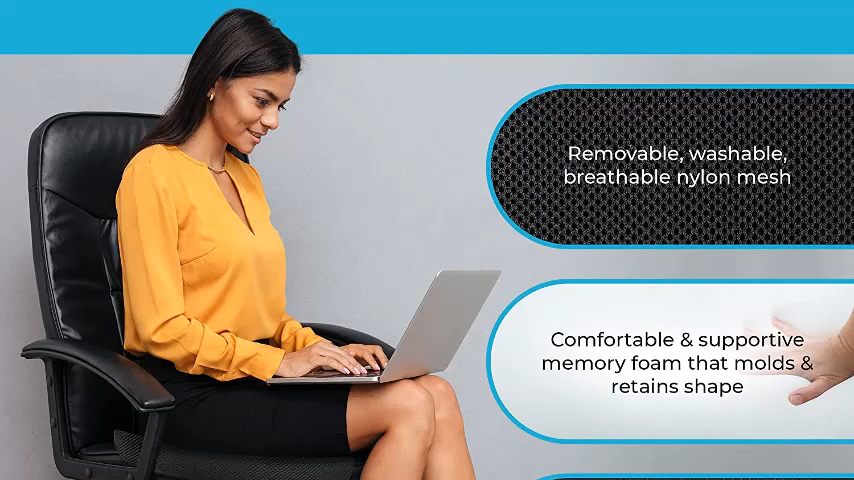 Removable, washable,
breathable nylon mesh
Comfortable & supportive
memory foam that molds &
retains shape